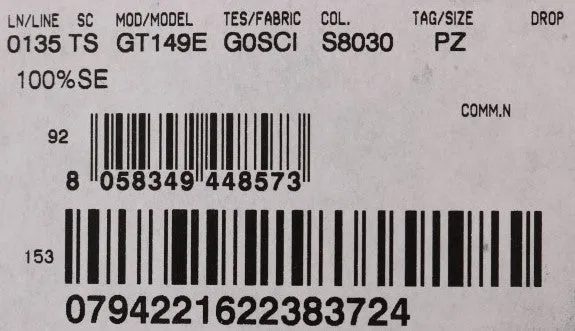 LN/LINE SC MOD/MODEL TES/FABRIC COL. TAG/SIZE DROP
0135 TS GT149E G0SCI S8030 PZ
100%SE
COMM.N
92
8 058349 448573
153
0794221622383724